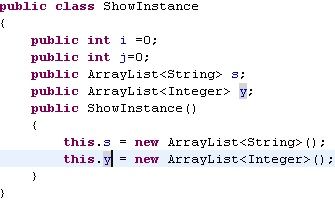 public class ShowInstance
{
public int i =0;
public int j=0;
public ArrayList<String> s;
public ArrayList<Integer> y;
public ShowInstance()
{
this.s = new ArrayList<String>();
this.y = new ArrayList<Integer>();
}
}